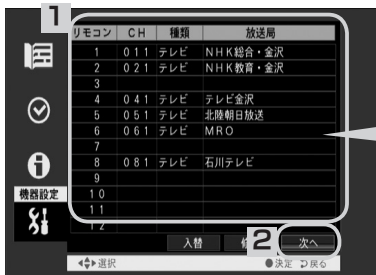 1
リモコン CH 種類 放送局
1 011 テレビ NHK総合・金沢
2 021 テレビ NHK教育・金沢
3
4 041 テレビ テレビ金沢
5 051 テレビ 北陸朝日放送
6 061 テレビ MRO
7
8 081 テレビ 石川テレビ
9
10
11
12
機器設定
入替 2 次へ
選択 決定 戻る